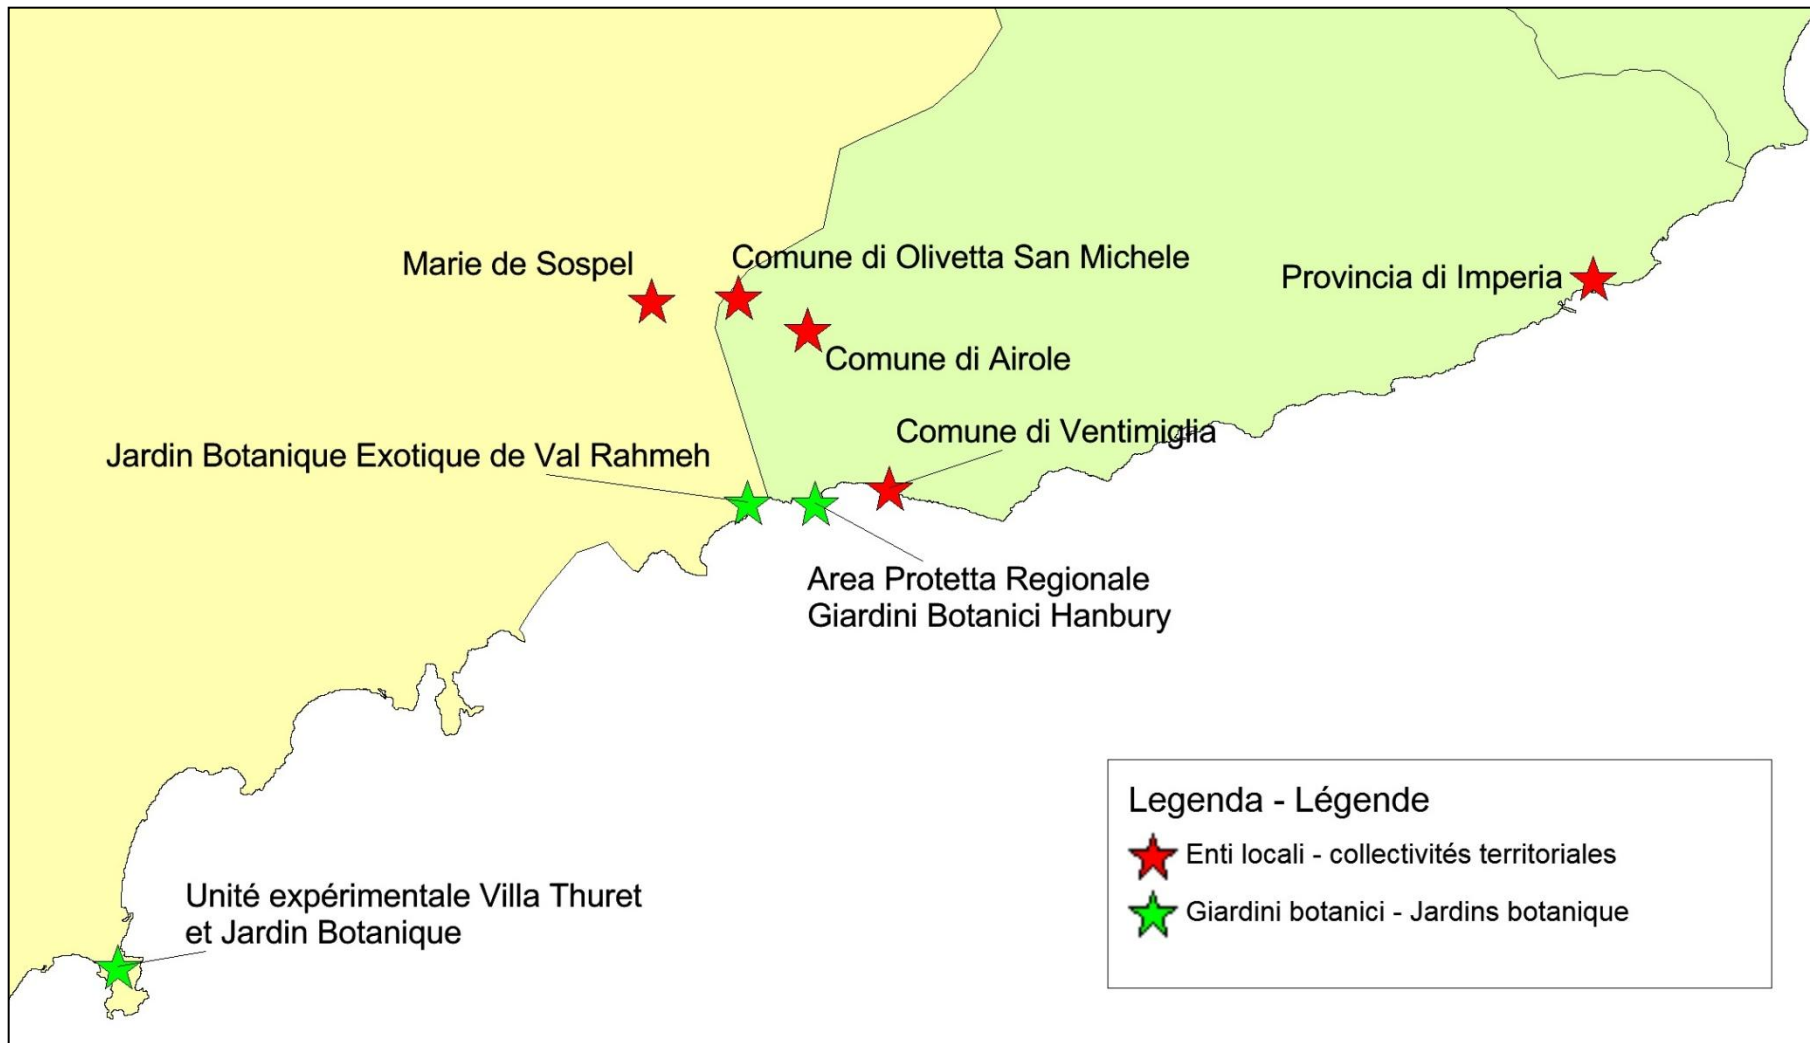 Marie de Sospel
Comune di Olivetta San Michele
Provincia di Imperia
Comune di Airole
Comune di Ventimiglia
Jardin Botanique Exotique de Val Rahmeh
Area Protetta Regionale
Giardini Botanici Hanbury
Unité expérimentale Villa Thuret
et Jardin Botanique
Legenda - Légende
Enti locali - collectivités territoriales
Giardini botanici - Jardins botanique